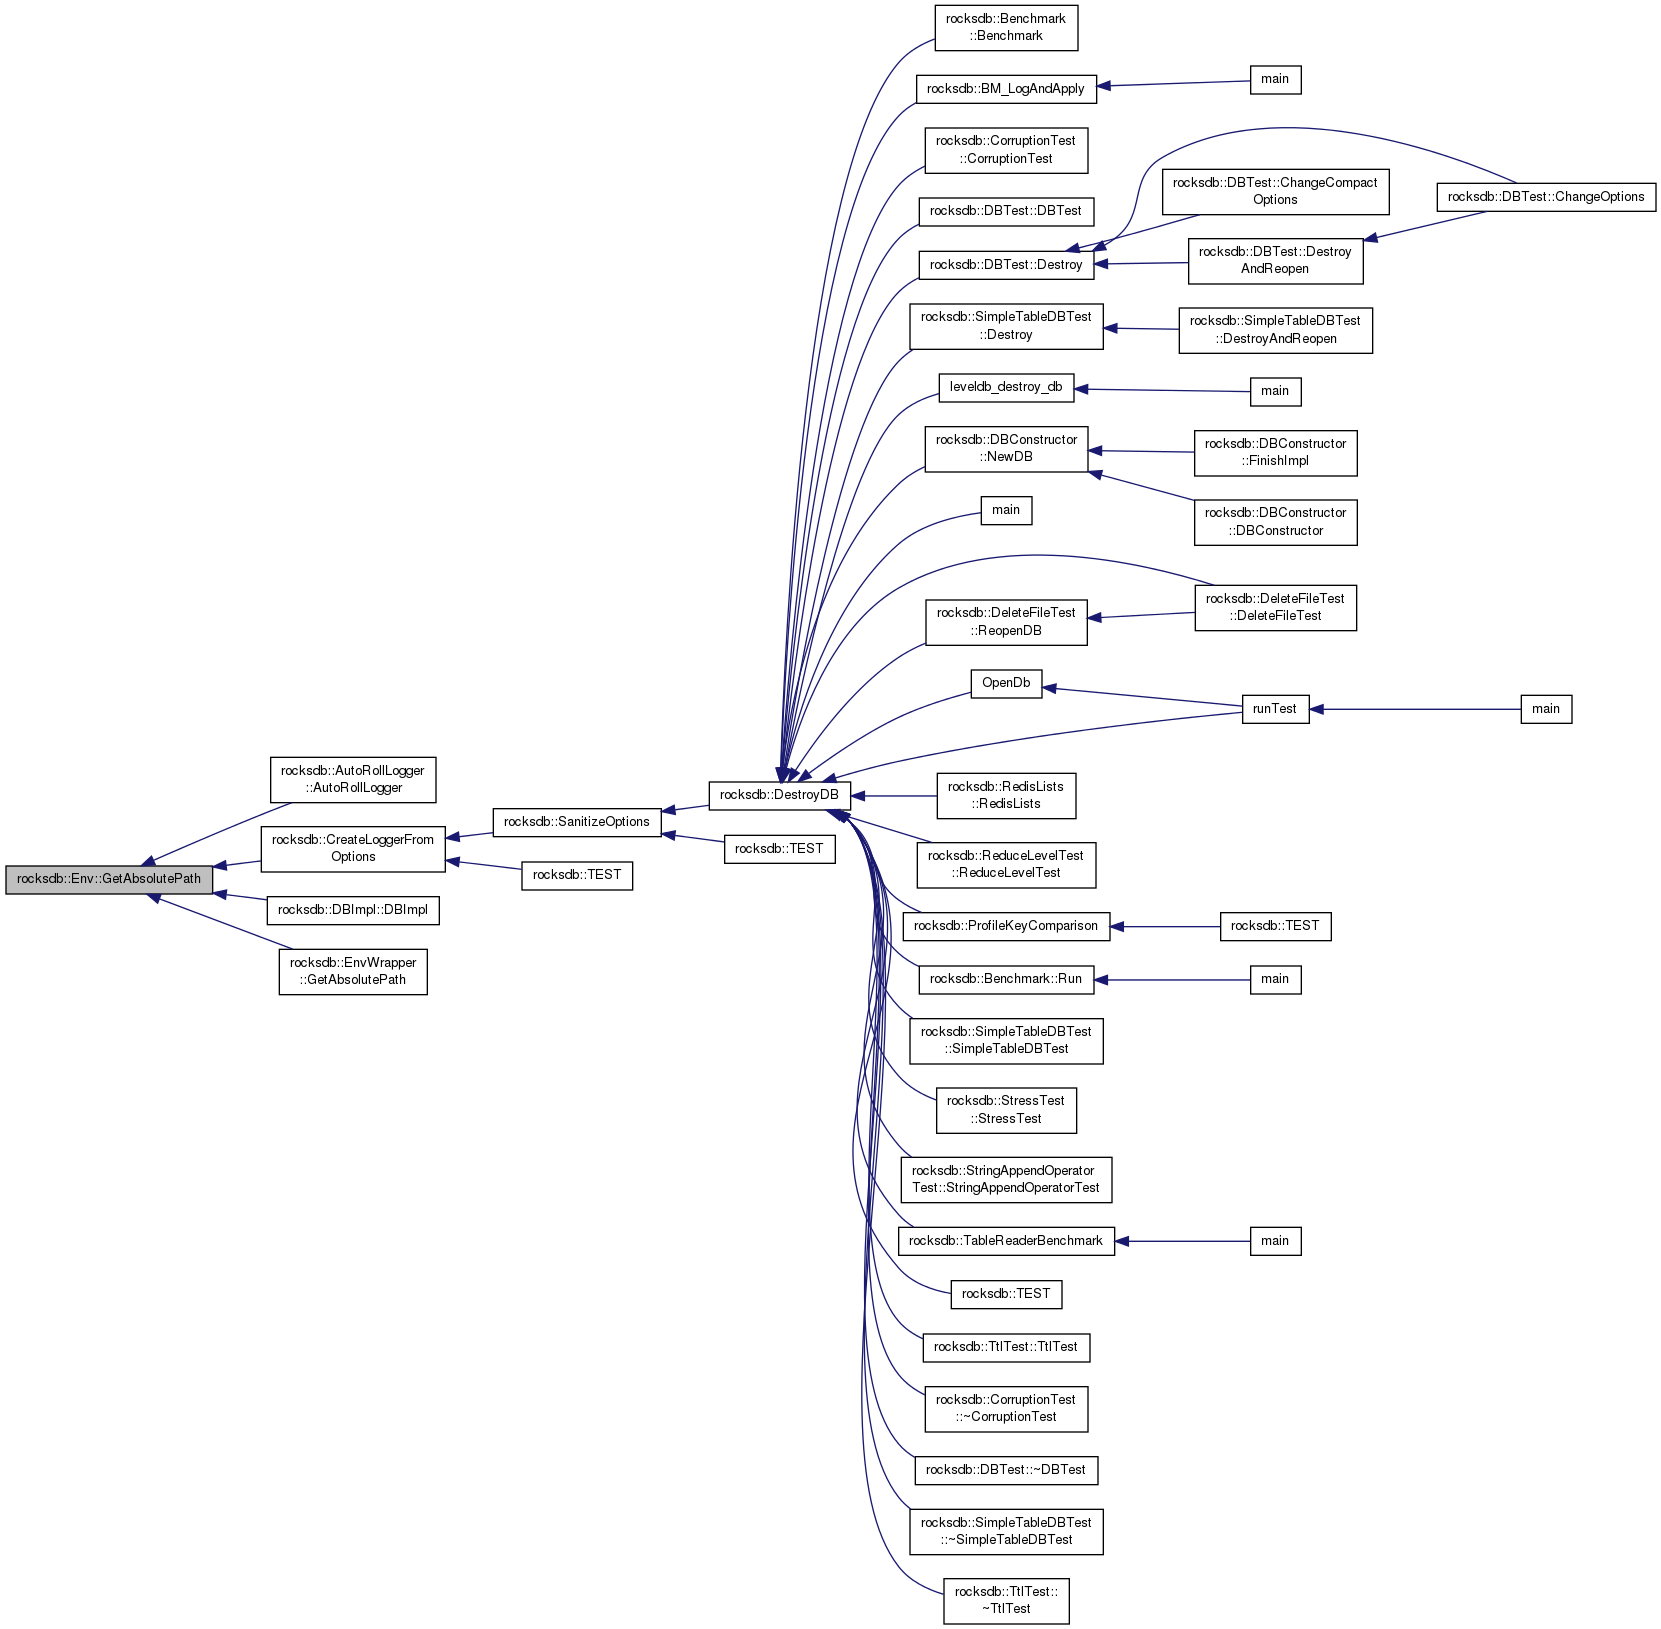 rocksdb::Env::GetAbsolutePath
rocksdb::AutoRollLogger
::AutoRollLogger
rocksdb::CreateLoggerFrom
Options
rocksdb::DBImpl::DBImpl
rocksdb::EnvWrapper
::GetAbsolutePath
rocksdb::SanitizeOptions
rocksdb::TEST
rocksdb::DestroyDB
rocksdb::TEST
rocksdb::Benchmark
::Benchmark
rocksdb::BM_LogAndApply
main
rocksdb::CorruptionTest
::CorruptionTest
rocksdb::DBTest::DBTest
rocksdb::DBTest::Destroy
rocksdb::DBTest::ChangeCompact
Options
rocksdb::DBTest::Destroy
AndReopen
rocksdb::DBTest::ChangeOptions
rocksdb::SimpleTableDBTest
::Destroy
rocksdb::SimpleTableDBTest
::DestroyAndReopen
leveldb_destroy_db
main
rocksdb::DBConstructor
::NewDB
rocksdb::DBConstructor
::FinishImpl
rocksdb::DBConstructor
::DBConstructor
main
rocksdb::DeleteFileTest
::ReopenDB
rocksdb::DeleteFileTest
::DeleteFileTest
OpenDb
runTest
main
rocksdb::RedisLists
::RedisLists
rocksdb::ReduceLevelTest
::ReduceLevelTest
rocksdb::ProfileKeyComparison
rocksdb::TEST
rocksdb::Benchmark::Run
main
rocksdb::SimpleTableDBTest
::SimpleTableDBTest
rocksdb::StressTest
::StressTest
rocksdb::StringAppendOperator
Test::StringAppendOperatorTest
rocksdb::TableReaderBenchmark
main
rocksdb::TEST
rocksdb::TtlTest::TtlTest
rocksdb::CorruptionTest
::~CorruptionTest
rocksdb::DBTest::~DBTest
rocksdb::SimpleTableDBTest
::~SimpleTableDBTest
rocksdb::TtlTest::
~TtlTest